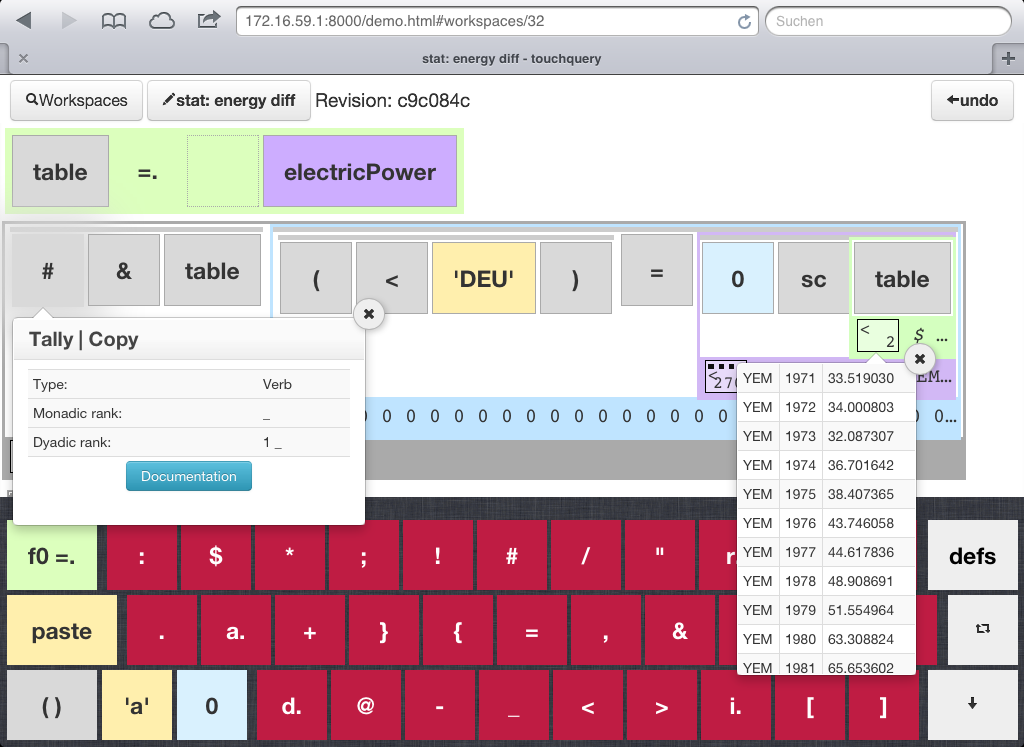 172.16.59.1:8000/demo.html#workspaces/32 Suchen
stat: energy diff - touchquery
Workspaces stat: energy diff Revision: c9c084c undo
table =. electricPower
# & table ( < 'DEU' ) = 0 sc table
< 2 $ ...
Tally | Copy
Type: Verb
Monadic rank: _
Dyadic rank: 1 _
Documentation
0 0 0 0 0 0 0 0 0 0 0 0 0 0 0 0 0...
YEM 1971 33.519030
YEM 1972 34.000803
YEM 1973 32.087307
YEM 1974 36.701642
YEM 1975 38.407365
YEM 1976 43.746058
YEM 1977 44.617836
YEM 1978 48.908691
YEM 1979 51.554964
YEM 1980 63.308824
YEM 1981 65.653602
f0 =. : $ * ; ! # / " r. defs
paste . a. + } { = , &
( ) 'a' 0 d. @ - _ < > i. [ ]